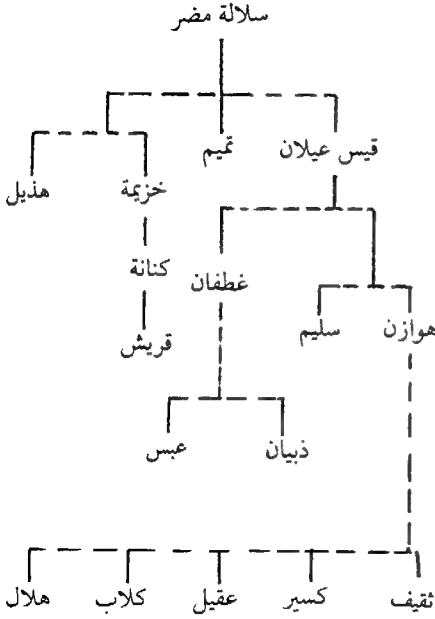 سلالة مضر
قيس عيلان تميم
خزيمة هذيل
كنانة غطفان
هوازن سليم قريش
ذبيان عبس
ثقيف كسير عقيل كلاب هلال